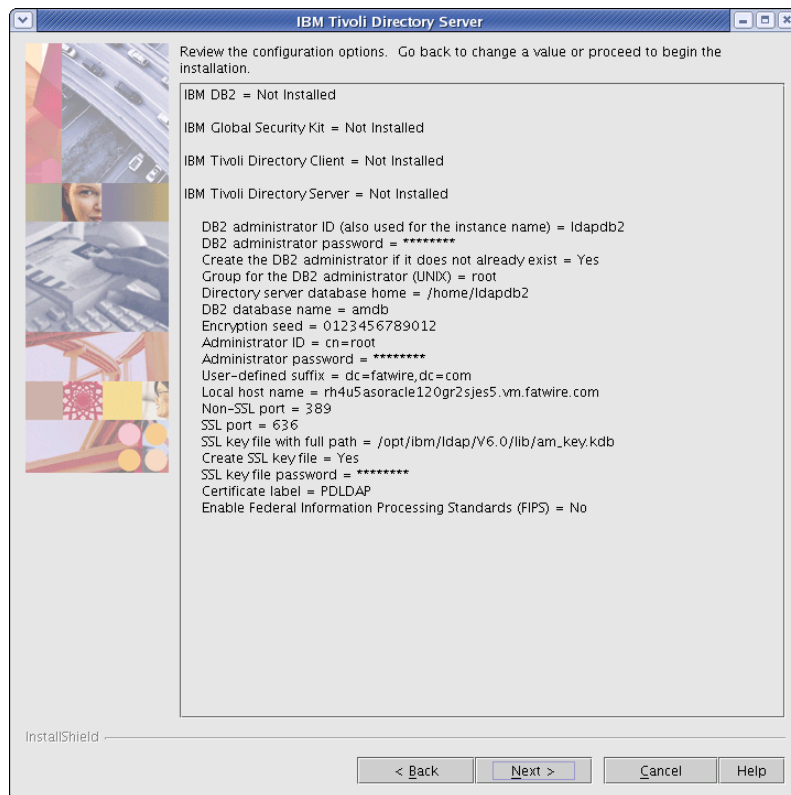 IBM Tivoli Directory Server
Review the configuration options.  Go back to change a value or proceed to begin the
installation.
IBM DB2 = Not Installed
IBM Global Security Kit = Not Installed
IBM Tivoli Directory Client = Not Installed
IBM Tivoli Directory Server = Not Installed
DB2 administrator ID (also used for the instance name) = ldapdb2
DB2 administrator password = ********
Create the DB2 administrator if it does not already exist = Yes
Group for the DB2 administrator (UNIX) = root
Directory server database home = /home/ldapdb2
DB2 database name = amdb
Encryption seed = 0123456789012
Administrator ID = cn=root
Administrator password = ********
User-defined suffix = dc=fatwire,dc=com
Local host name = rh4u5asoracle120gr2sjes5.vm.fatwire.com
Non-SSL port = 389
SSL port = 636
SSL key file with full path = /opt/ibm/ldap/V6.0/lib/am_key.kdb
Create SSL key file = Yes
SSL key file password = ********
Certificate label = PDLDAP
Enable Federal Information Processing Standards (FIPS) = No
InstallShield
< Back Next > Cancel Help